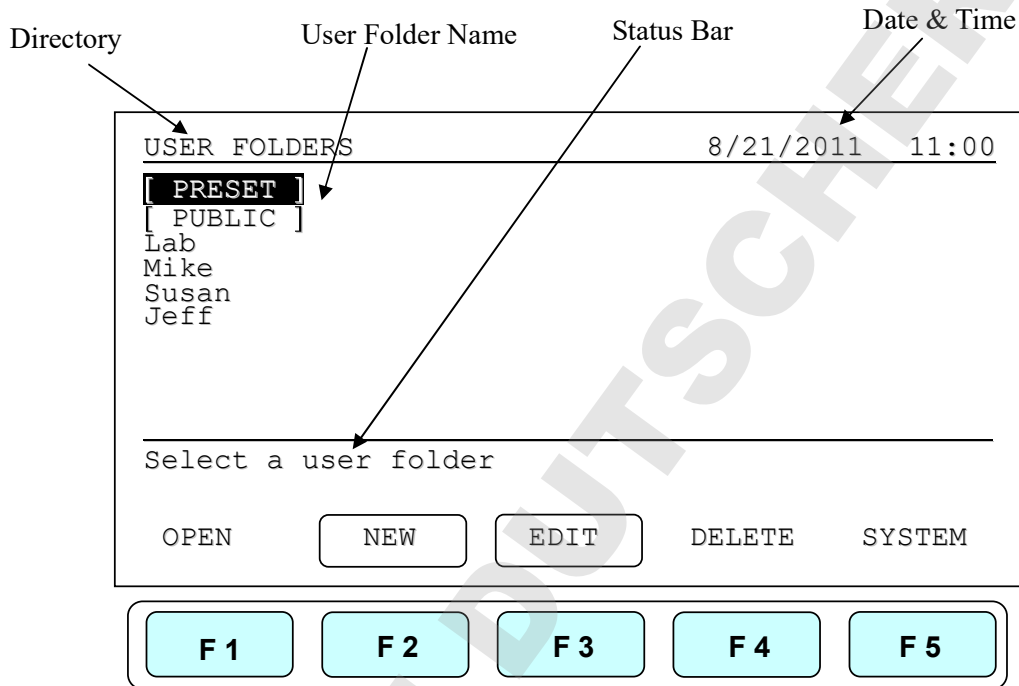 Directory User Folder Name Status Bar Date & Time
USER FOLDERS 8/21/2011 11:00
[ PRESET ]
[ PUBLIC ]
Lab
Mike
Susan
Jeff
Select a user folder
OPEN NEW EDIT DELETE SYSTEM
F 1 F 2 F 3 F 4 F 5
DUTSCHER